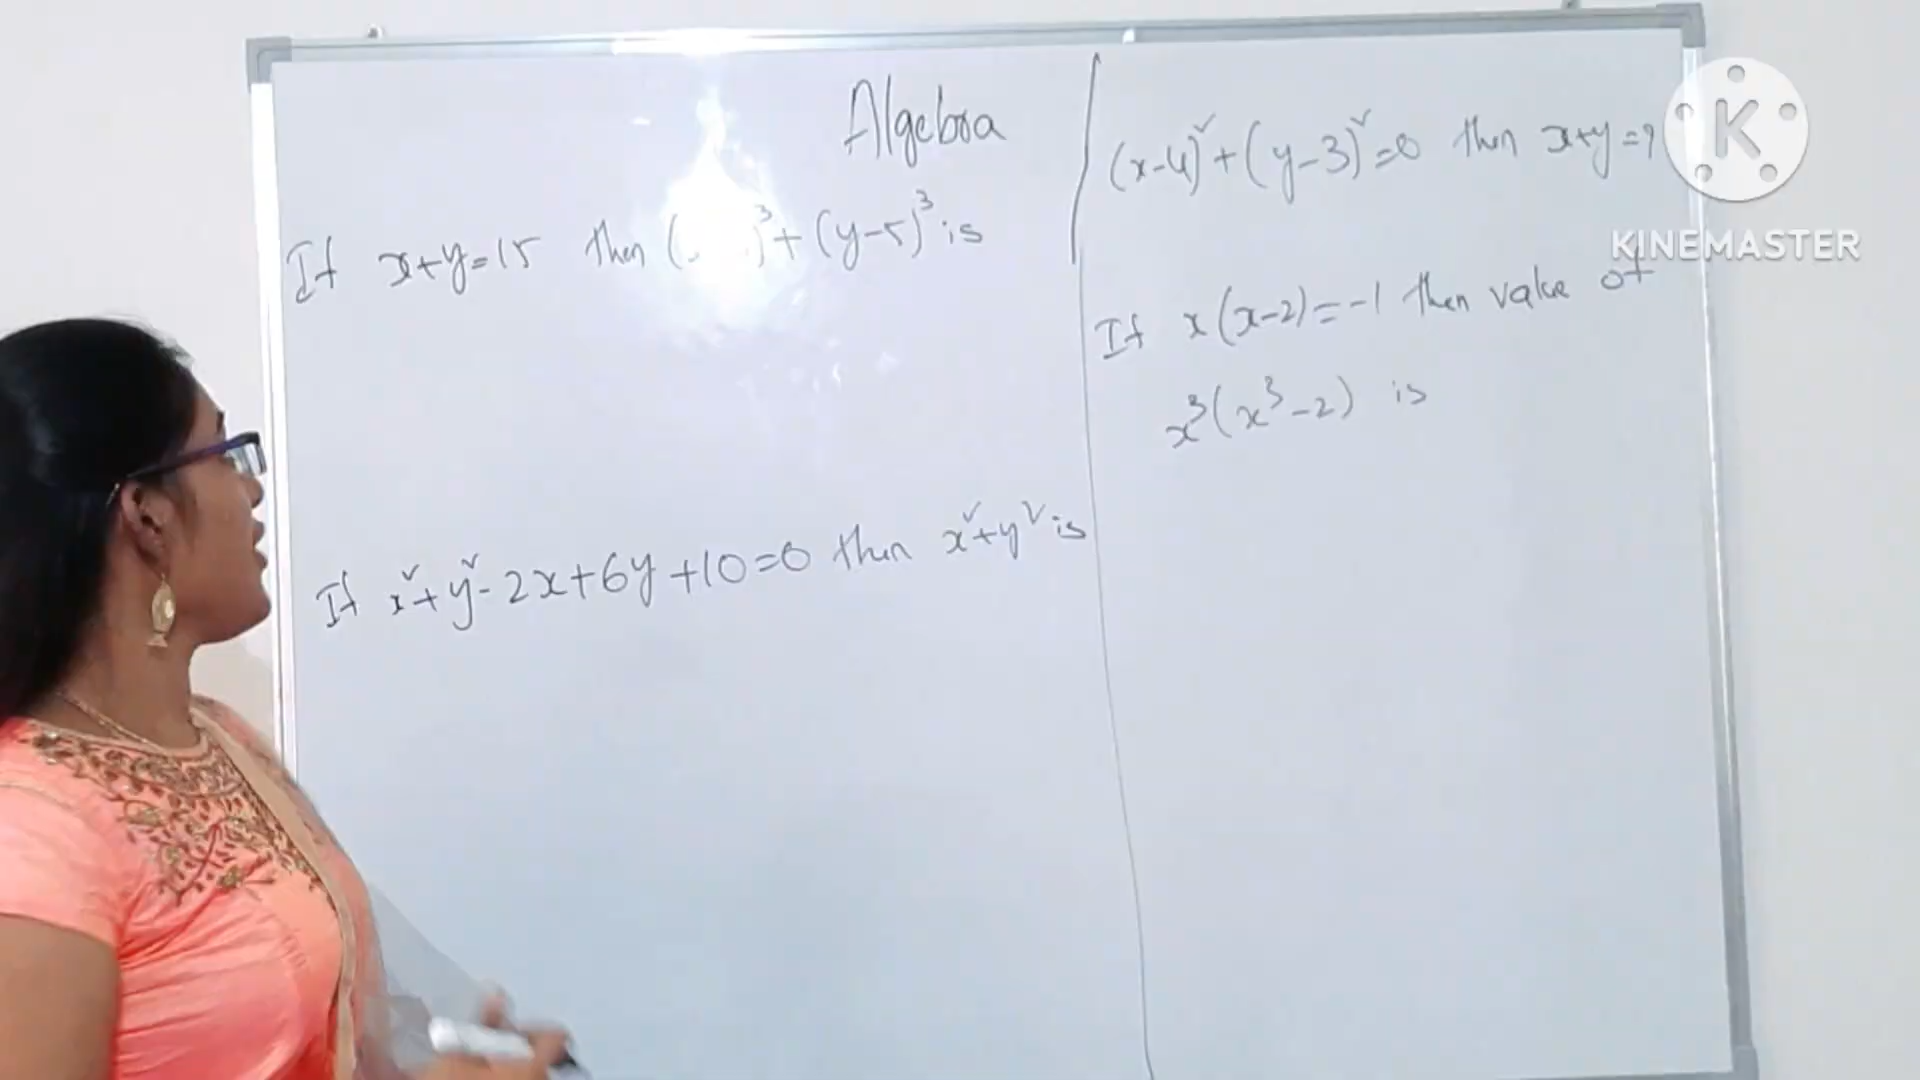 Algebra
If x+y=15 then ( )³+(y-5)³ is
If x²+y²-2x+6y+10=0 then x²+y² is
(x-4)²+(y-3)²=0 then x+y=?
If x(x-2)=-1 then value of
x³(x³-2) is
K
KINEMASTER